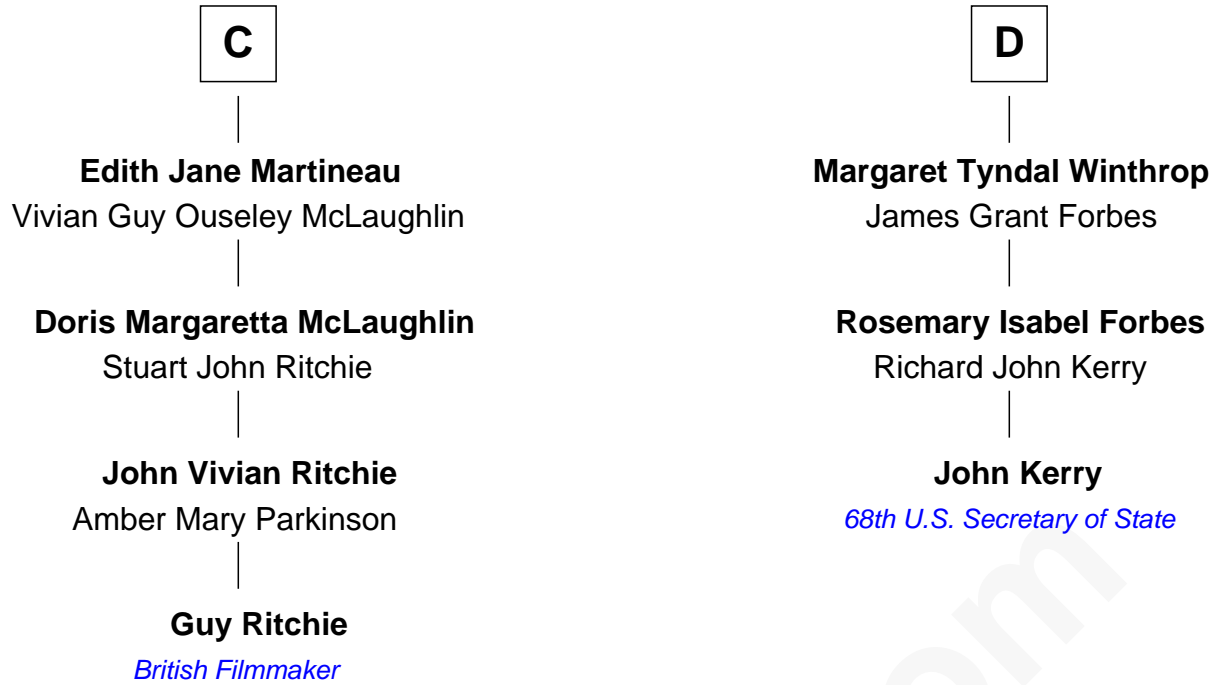 C
Edith Jane Martineau
Vivian Guy Ouseley McLaughlin
Doris Margaretta McLaughlin
Stuart John Ritchie
John Vivian Ritchie
Amber Mary Parkinson
Guy Ritchie
British Filmmaker
D
Margaret Tyndal Winthrop
James Grant Forbes
Rosemary Isabel Forbes
Richard John Kerry
John Kerry
68th U.S. Secretary of State
om